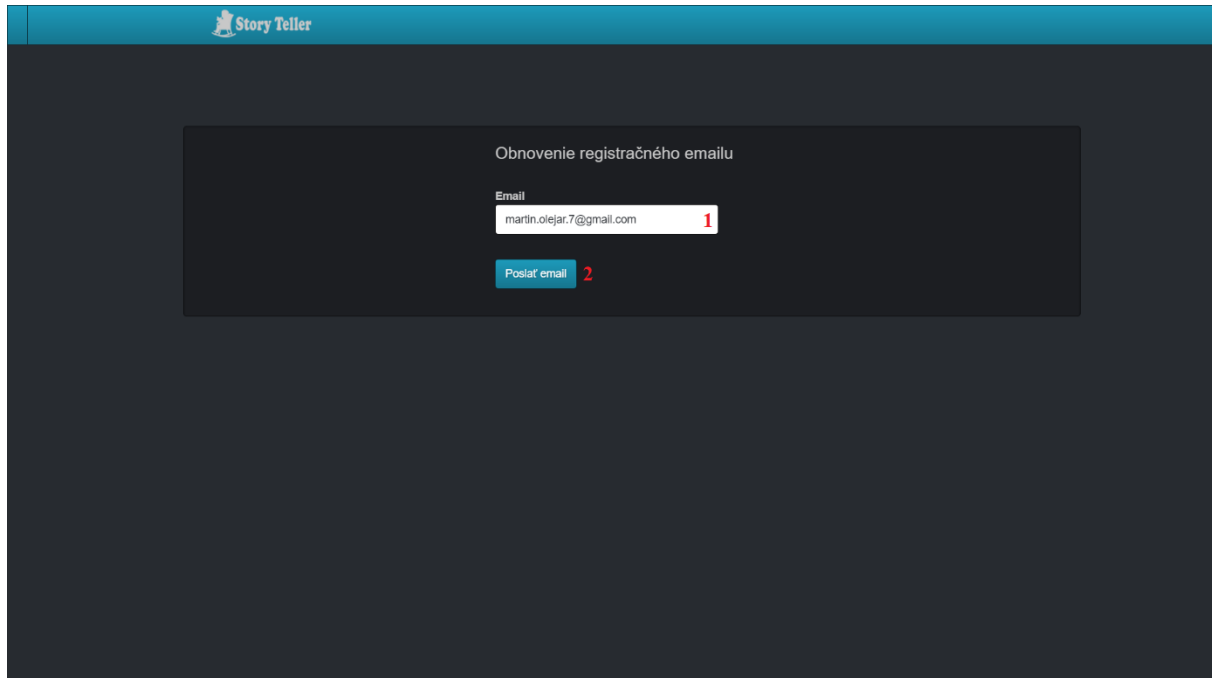 Story Teller
Obnovenie registračného emailu
Email
martin.olejar.7@gmail.com 1
Poslať email 2